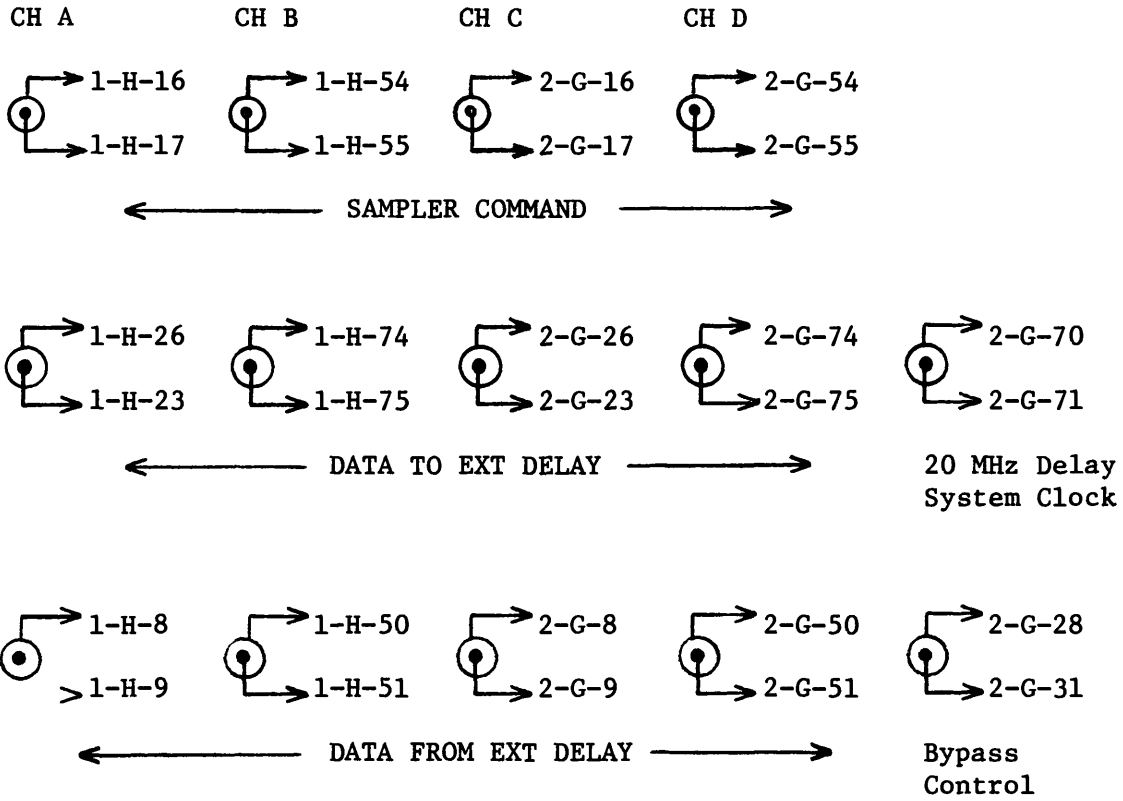 CH A CH B CH C CH D
1-H-16 1-H-54 2-G-16 2-G-54
1-H-17 1-H-55 2-G-17 2-G-55
SAMPLER COMMAND
1-H-26 1-H-74 2-G-26 2-G-74 2-G-70
1-H-23 1-H-75 2-G-23 2-G-75 2-G-71
DATA TO EXT DELAY 20 MHz Delay
System Clock
1-H-8 1-H-50 2-G-8 2-G-50 2-G-28
1-H-9 1-H-51 2-G-9 2-G-51 2-G-31
DATA FROM EXT DELAY Bypass
Control